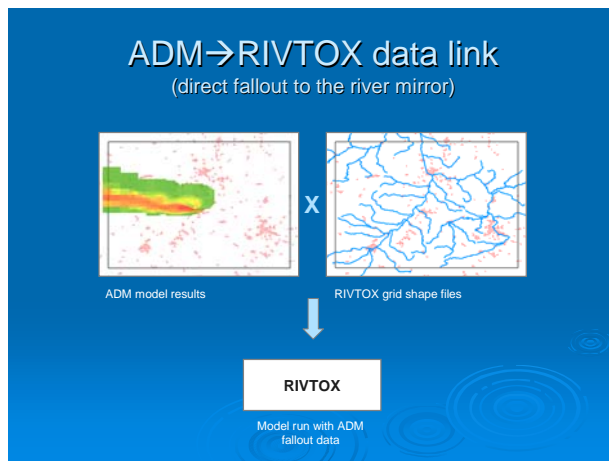 ADM→RIVTOX data link
(direct fallout to the river mirror)
X
ADM model results
RIVTOX grid shape files
RIVTOX
Model run with ADM
fallout data